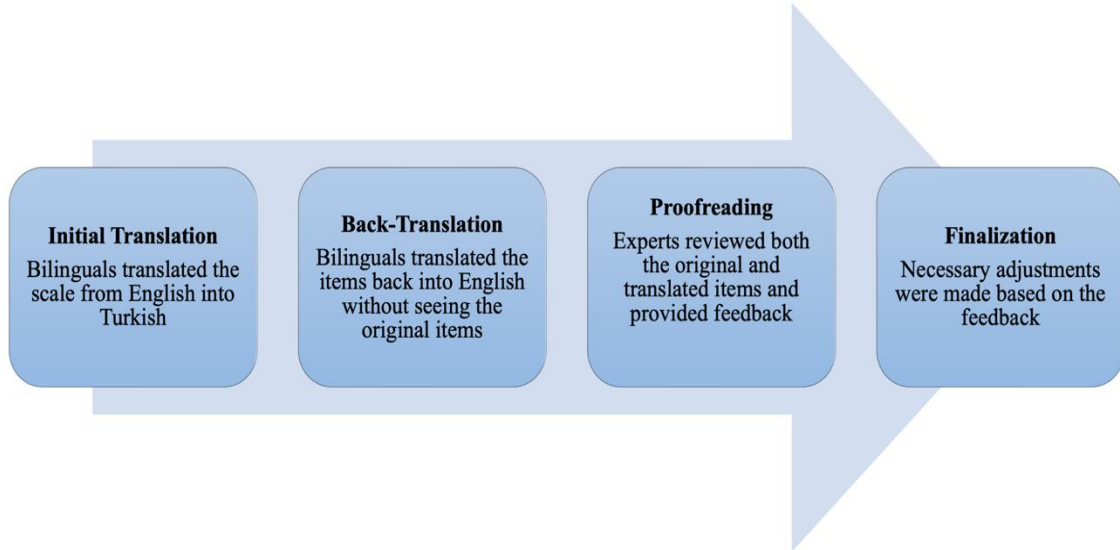 Initial Translation
Bilinguals translated the
scale from English into
Turkish
Back-Translation
Bilinguals translated the
items back into English
without seeing the
original items
Proofreading
Experts reviewed both
the original and
translated items and
provided feedback
Finalization
Necessary adjustments
were made based on the
feedback